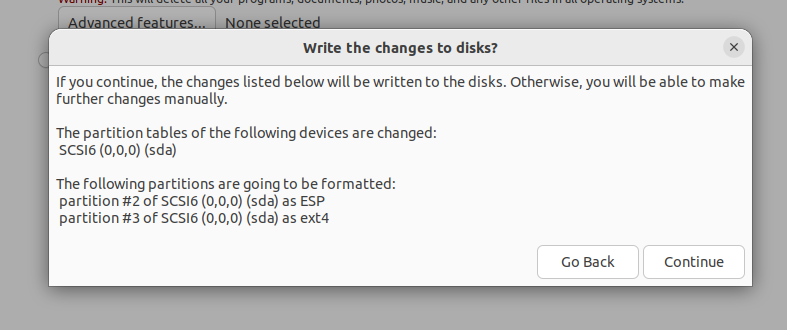 Warning: This will delete all your programs, documents, photos, music, and any other files in all operating systems.
Advanced features... None selected
Write the changes to disks?
If you continue, the changes listed below will be written to the disks. Otherwise, you will be able to make
further changes manually.
The partition tables of the following devices are changed:
SCSI6 (0,0,0) (sda)
The following partitions are going to be formatted:
partition #2 of SCSI6 (0,0,0) (sda) as ESP
partition #3 of SCSI6 (0,0,0) (sda) as ext4
Go Back Continue